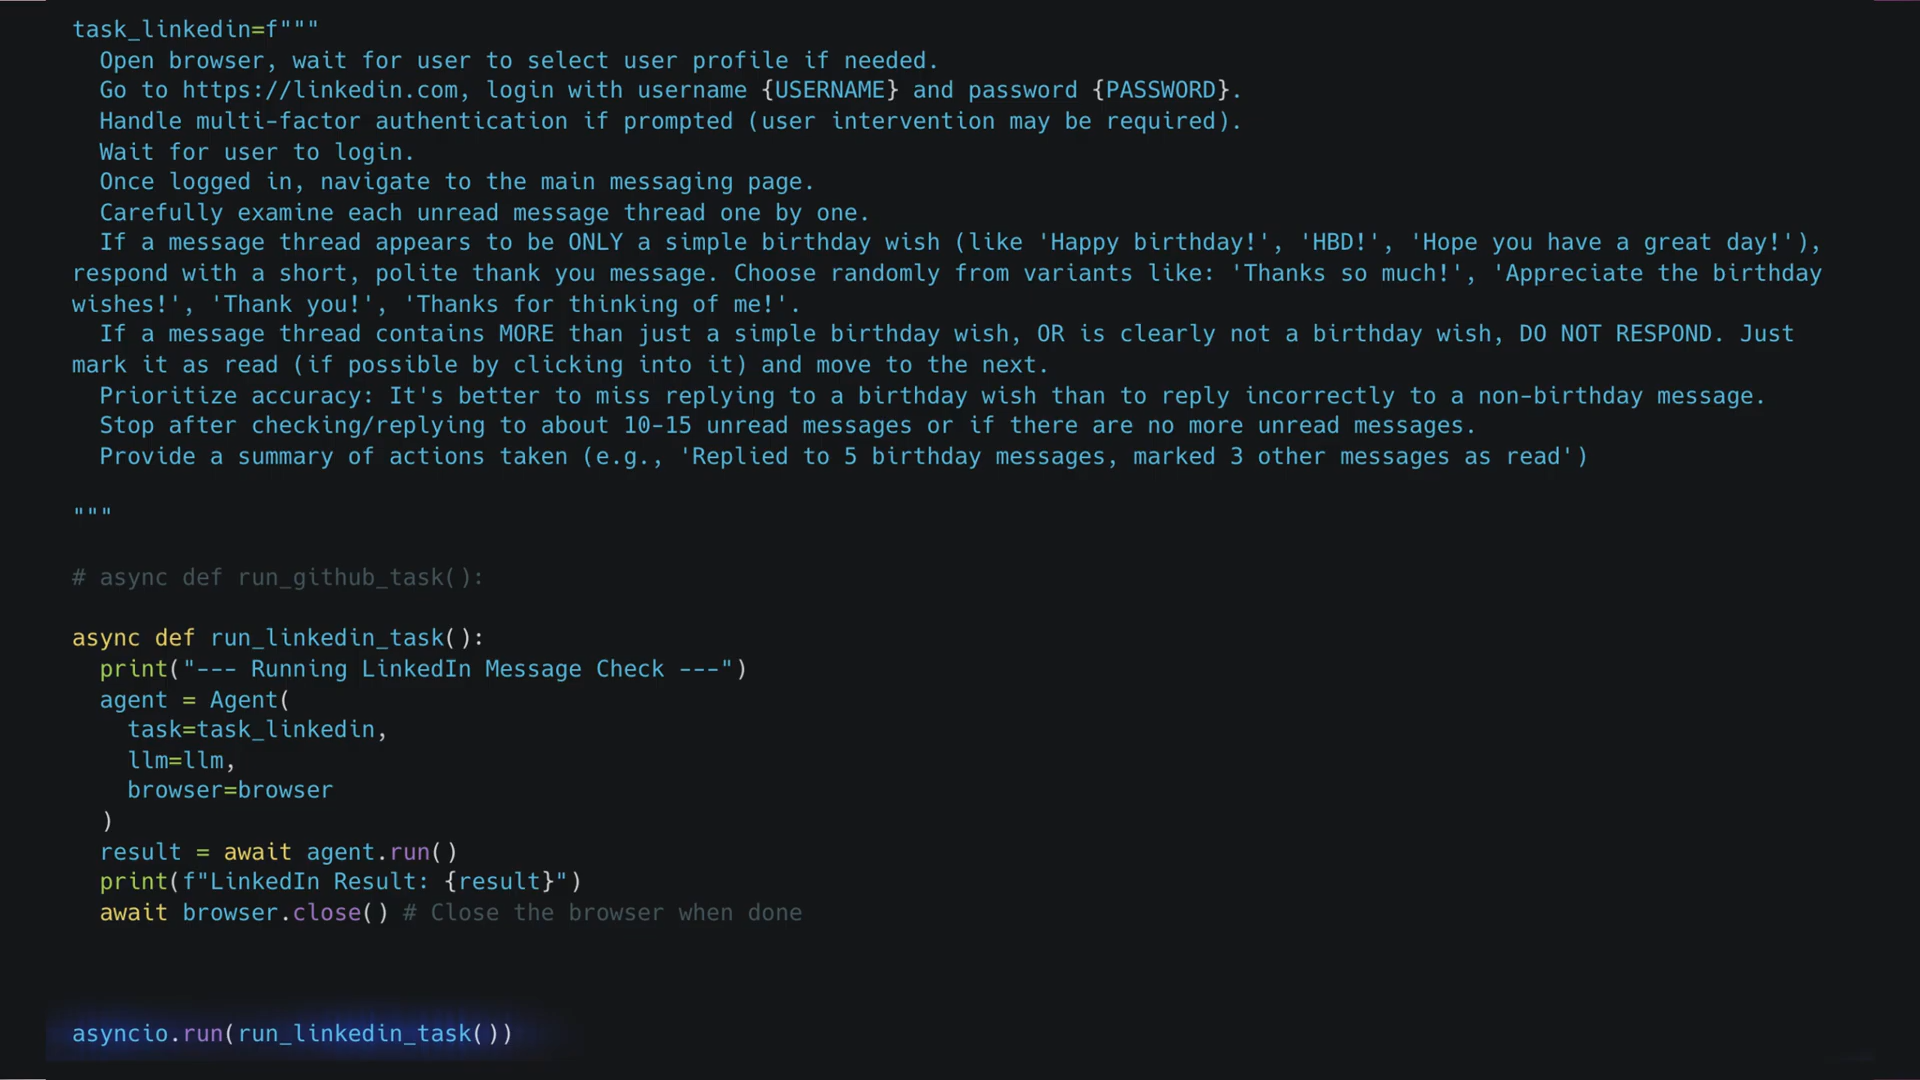 task_linkedin=f"""
Open browser, wait for user to select user profile if needed.
Go to https://linkedin.com, login with username {USERNAME} and password {PASSWORD}.
Handle multi-factor authentication if prompted (user intervention may be required).
Wait for user to login.
Once logged in, navigate to the main messaging page.
Carefully examine each unread message thread one by one.
If a message thread appears to be ONLY a simple birthday wish (like 'Happy birthday!', 'HBD!', 'Hope you have a great day!'),
respond with a short, polite thank you message. Choose randomly from variants like: 'Thanks so much!', 'Appreciate the birthday
wishes!', 'Thank you!', 'Thanks for thinking of me!'.
If a message thread contains MORE than just a simple birthday wish, OR is clearly not a birthday wish, DO NOT RESPOND. Just
mark it as read (if possible by clicking into it) and move to the next.
Prioritize accuracy: It's better to miss replying to a birthday wish than to reply incorrectly to a non-birthday message.
Stop after checking/replying to about 10-15 unread messages or if there are no more unread messages.
Provide a summary of actions taken (e.g., 'Replied to 5 birthday messages, marked 3 other messages as read')
"""
# async def run_github_task():
async def run_linkedin_task():
print("--- Running LinkedIn Message Check ---")
agent = Agent(
task=task_linkedin,
llm=llm,
browser=browser
)
result = await agent.run()
print(f"LinkedIn Result: {result}")
await browser.close() # Close the browser when done
asyncio.run(run_linkedin_task())